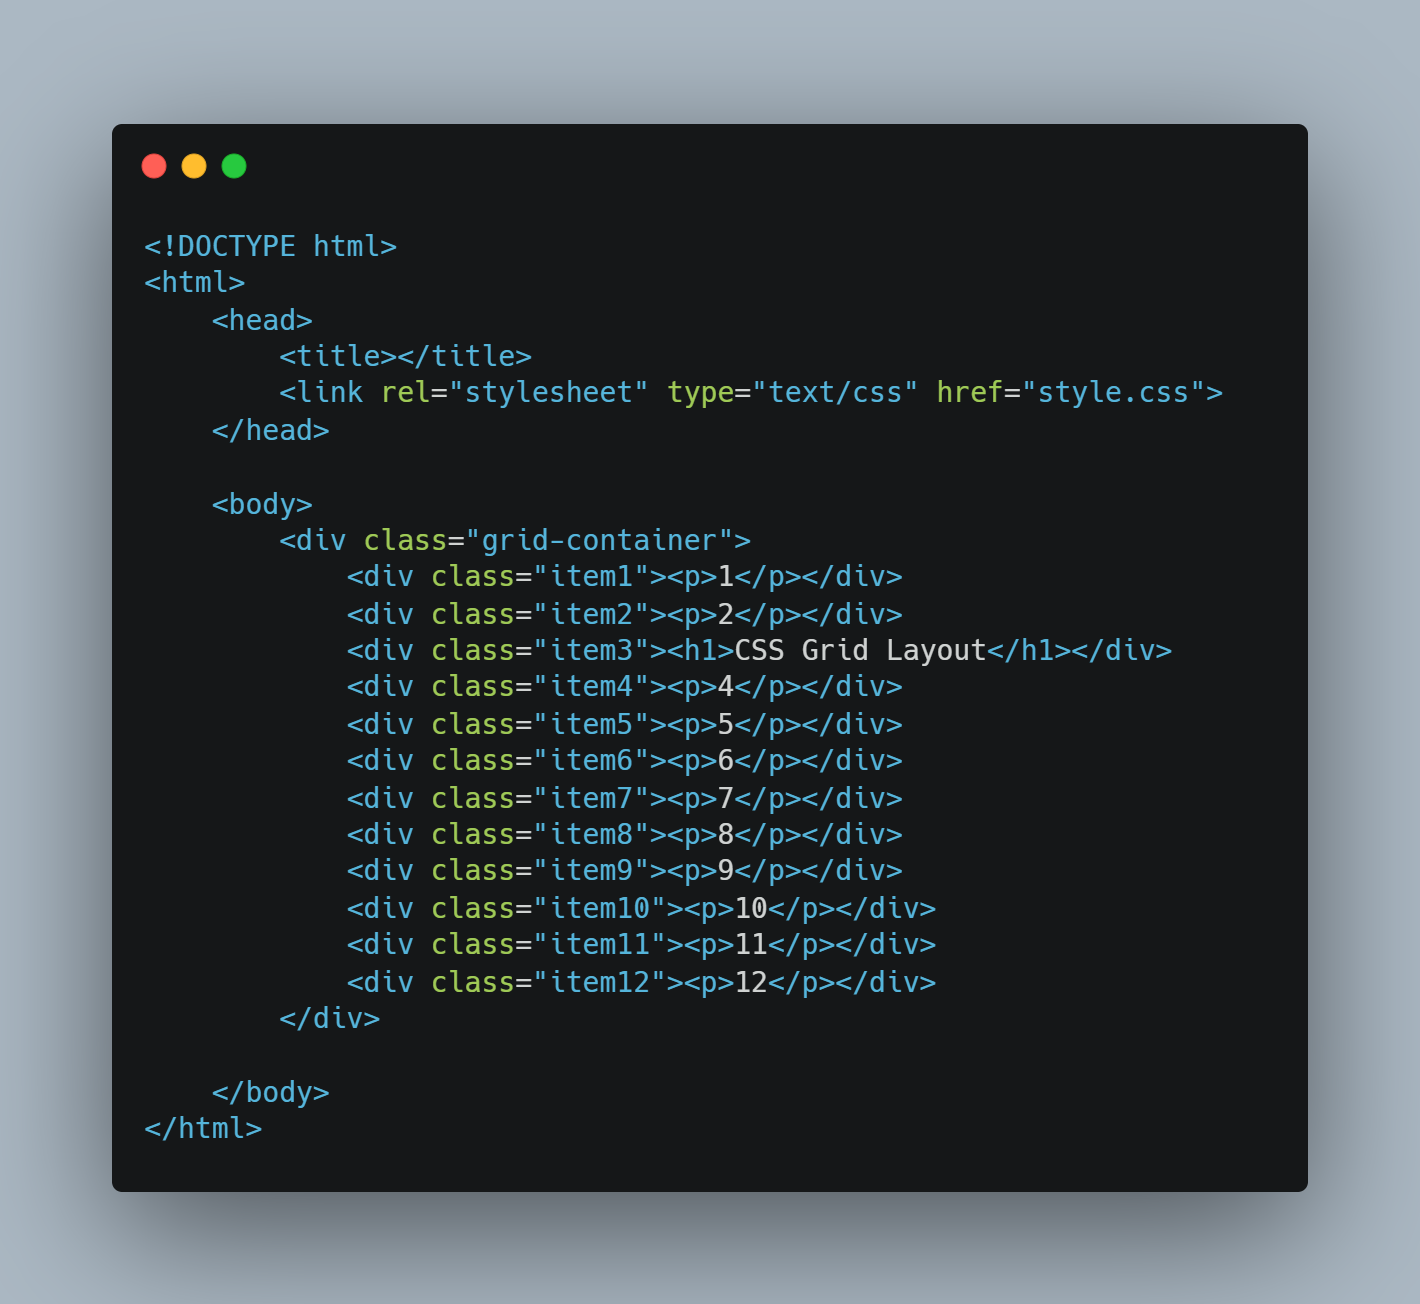 <!DOCTYPE html>
<html>
    <head>
        <title></title>
        <link rel="stylesheet" type="text/css" href="style.css">
    </head>

    <body>
        <div class="grid-container">
            <div class="item1"><p>1</p></div>
            <div class="item2"><p>2</p></div>
            <div class="item3"><h1>CSS Grid Layout</h1></div>
            <div class="item4"><p>4</p></div>
            <div class="item5"><p>5</p></div>
            <div class="item6"><p>6</p></div>
            <div class="item7"><p>7</p></div>
            <div class="item8"><p>8</p></div>
            <div class="item9"><p>9</p></div>
            <div class="item10"><p>10</p></div>
            <div class="item11"><p>11</p></div>
            <div class="item12"><p>12</p></div>
        </div>

    </body>
</html>